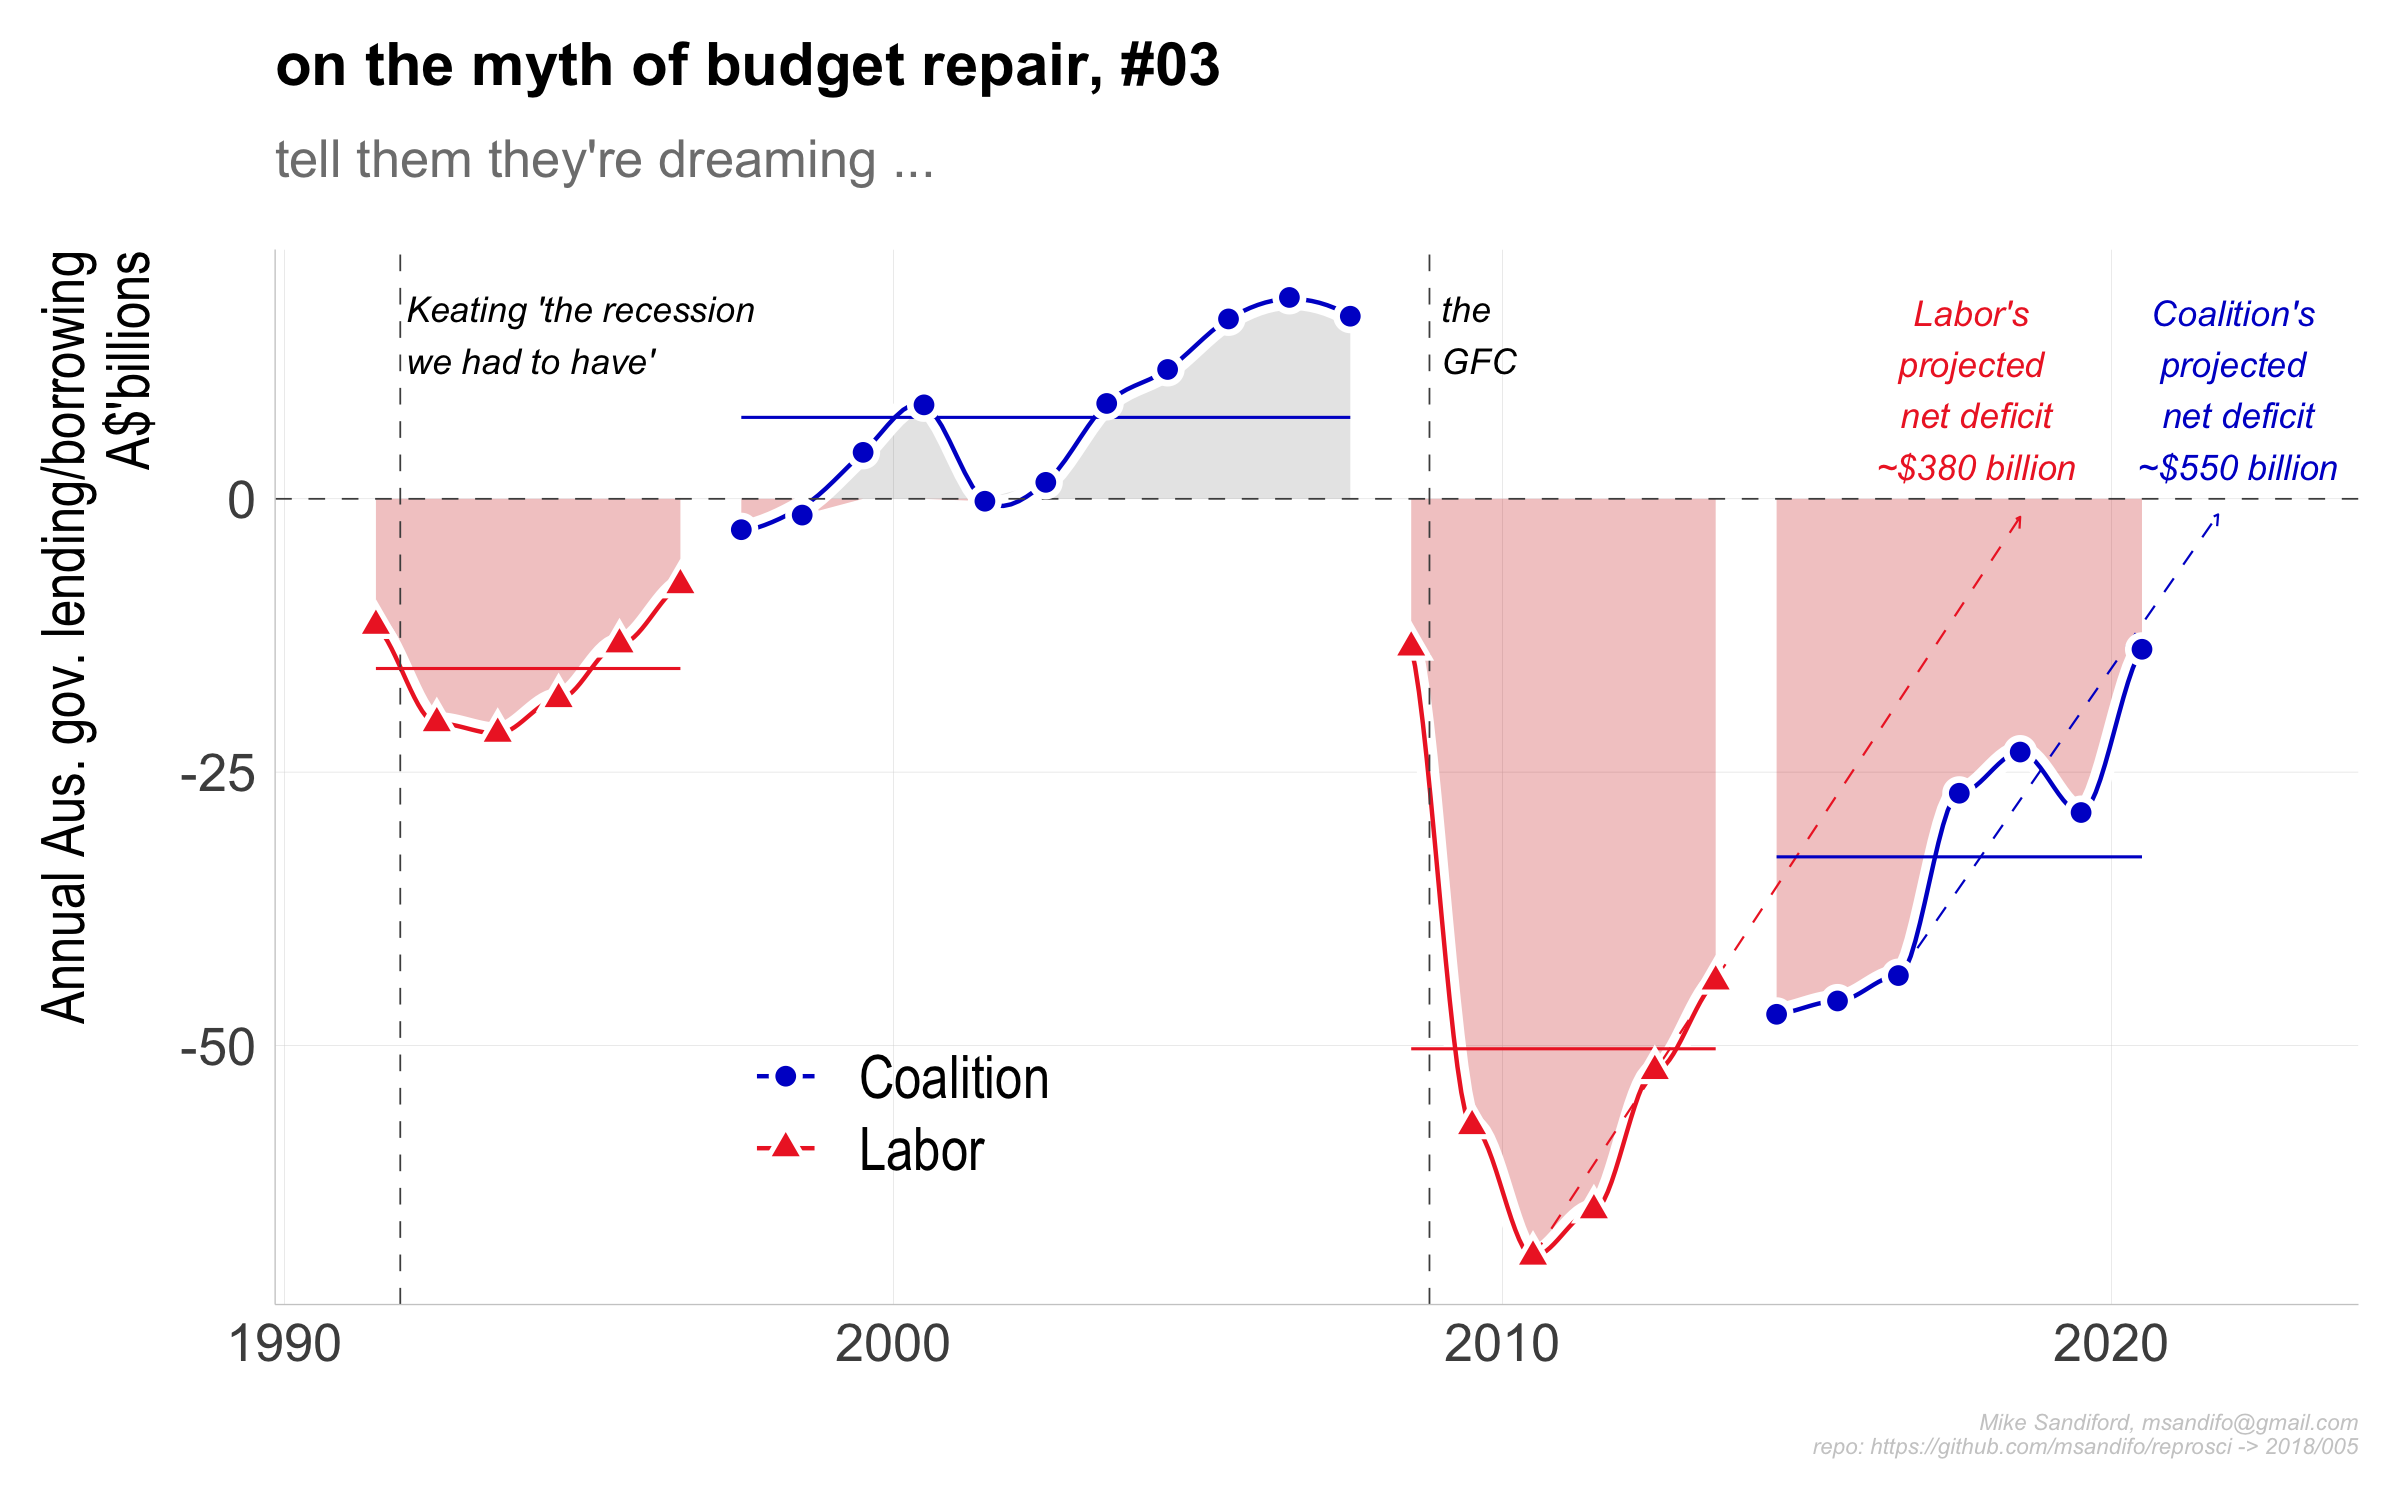 on the myth of budget repair, #03
tell them they're dreaming ...
Annual Aus. gov. lending/borrowing
A$'billions
Keating 'the recession
we had to have'
the
GFC
Labor's
projected
net deficit
~$380 billion
Coalition's
projected
net deficit
~$550 billion
0
-25
-50
Coalition
Labor
1990
2000
2010
2020
Mike Sandiford, msandifo@gmail.com
repo: https://github.com/msandifo/reprosci -> 2018/005